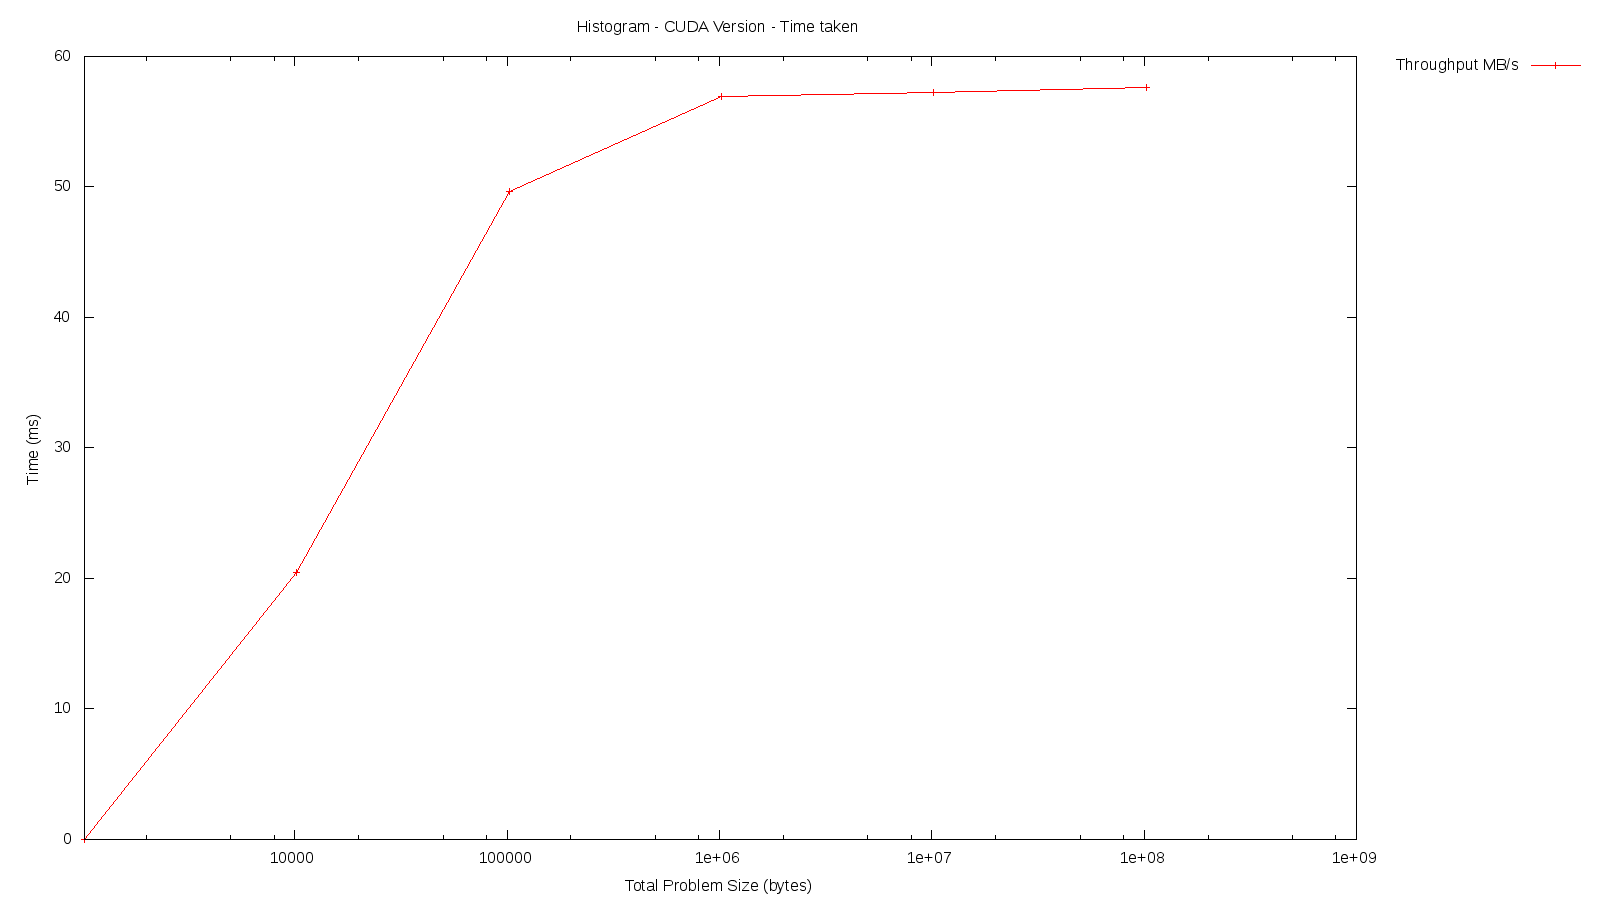 Histogram - CUDA Version - Time taken
Throughput MB/s
60
50
40
30
20
10
0
Time (ms)
10000 100000 1e+06 1e+07 1e+08 1e+09
Total Problem Size (bytes)